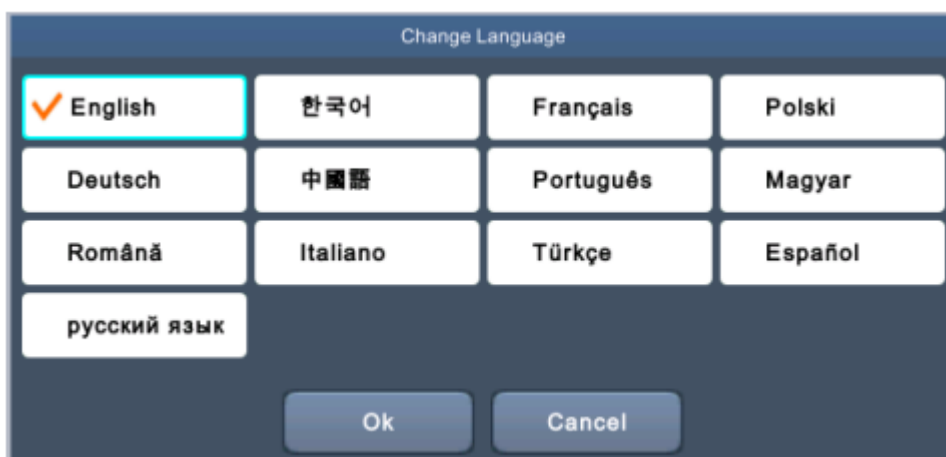 Change Language
English 한국어 Français Polski
Deutsch 中國語 Português Magyar
Română Italiano Türkçe Español
русский язык
Ok Cancel